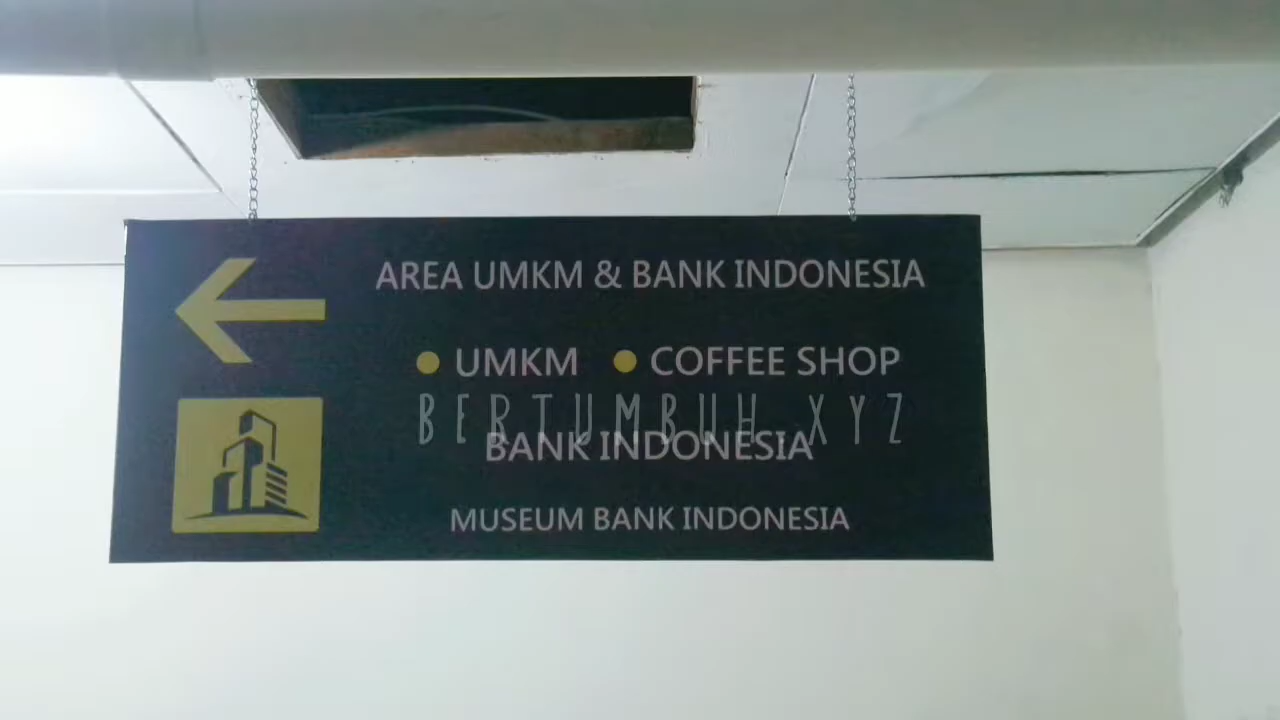 AREA UMKM & BANK INDONESIA
UMKM COFFEE SHOP
BERTUMBUH.XYZ
BANK INDONESIA
MUSEUM BANK INDONESIA